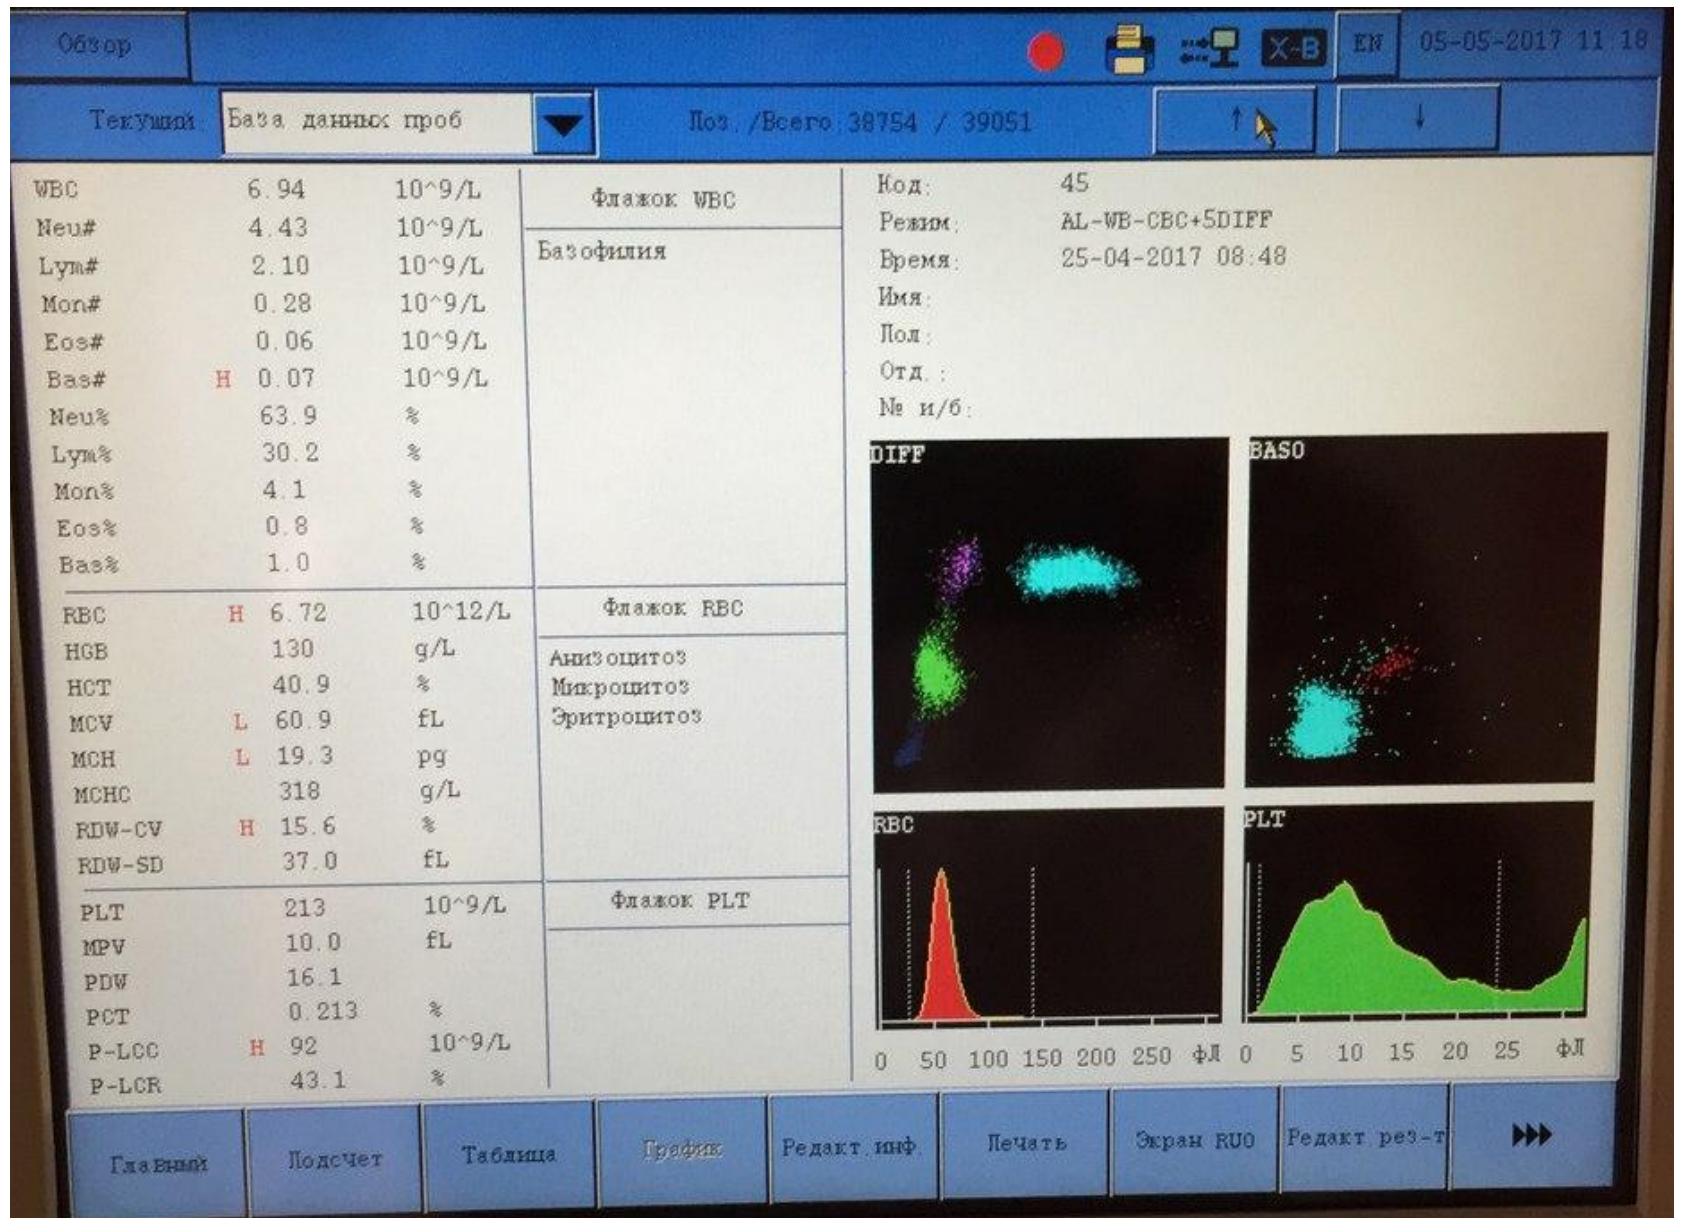 Обзор
EN 05-05-2017 11 18
X-B
Текущий: База данных проб Поз./Всего:38754 / 39051 ↑ ↓
WBC 6.94 10^9/L
Neu# 4.43 10^9/L
Lym# 2.10 10^9/L
Mon# 0.28 10^9/L
Eos# 0.06 10^9/L
Bas# H 0.07 10^9/L
Neu% 63.9 %
Lym% 30.2 %
Mon% 4.1 %
Eos% 0.8 %
Bas% 1.0 %
RBC H 6.72 10^12/L
HGB 130 g/L
HCT 40.9 %
MCV L 60.9 fL
MCH L 19.3 pg
MCHC 318 g/L
RDW-CV H 15.6 %
RDW-SD 37.0 fL
PLT 213 10^9/L
MPV 10.0 fL
PDW 16.1
PCT 0.213 %
P-LCC H 92 10^9/L
P-LCR 43.1 %
Флажок WBC
Базофилия
Флажок RBC
Анизоцитоз
Микроцитоз
Эритроцитоз
Флажок PLT
Код: 45
Режим: AL-WB-CBC+5DIFF
Время: 25-04-2017 08:48
Имя:
Пол:
Отд.:
№ и/б:
DIFF
BASO
RBC
0 50 100 150 200 250 фЛ
PLT
0 5 10 15 20 25 фЛ
Главный Подсчет Таблица График Редакт.инф. Печать Экран RUO Редакт рез-т